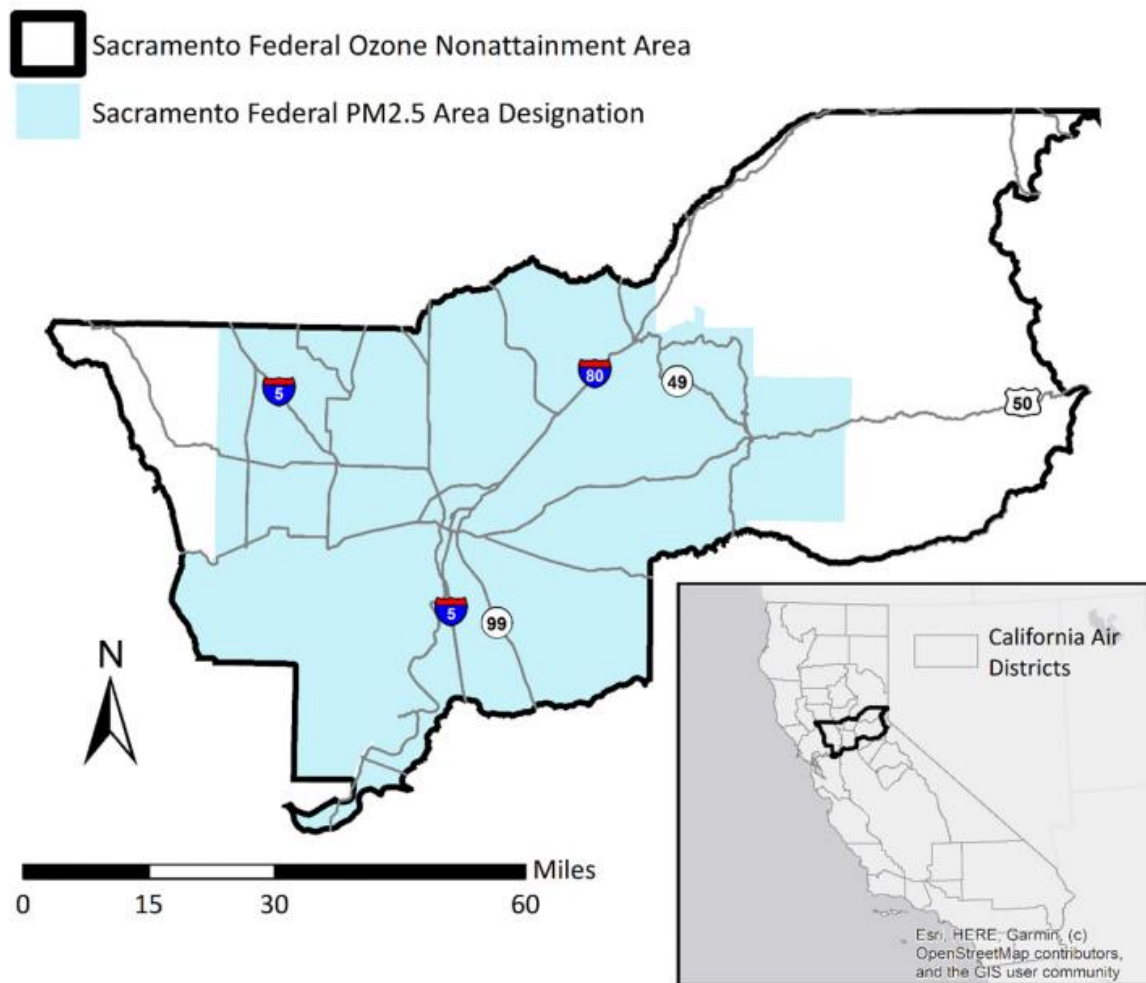 Sacramento Federal Ozone Nonattainment Area
Sacramento Federal PM2.5 Area Designation
5
80
49
50
5
99
N
Miles
0 15 30 60
California Air
Districts
Esri, HERE, Garmin, (c)
OpenStreetMap contributors,
and the GIS user community